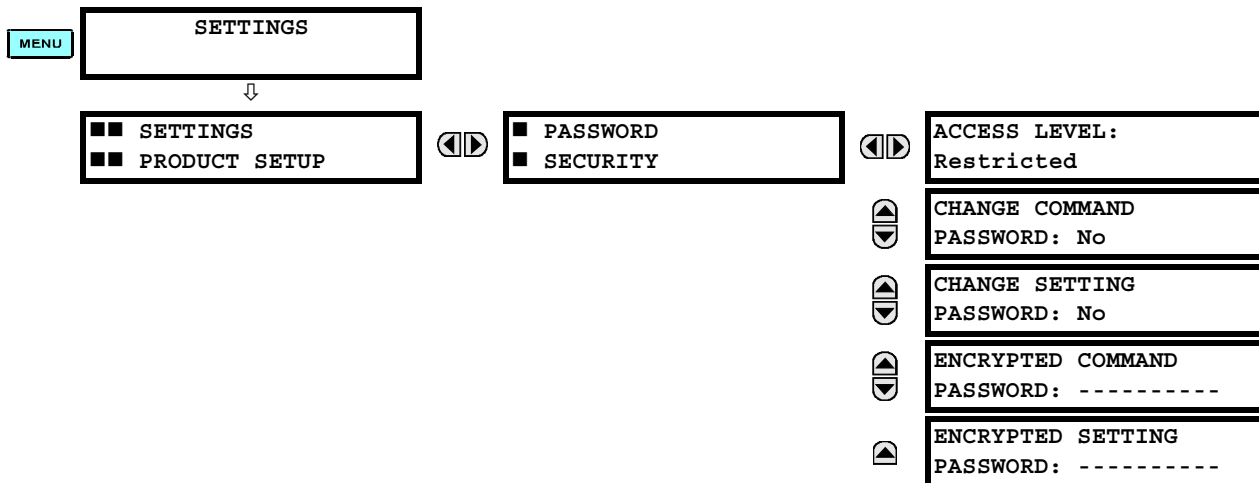 MENU
SETTINGS
■■ SETTINGS
■■ PRODUCT SETUP
■ PASSWORD
■ SECURITY
ACCESS LEVEL:
Restricted
CHANGE COMMAND
PASSWORD: No
CHANGE SETTING
PASSWORD: No
ENCRYPTED COMMAND
PASSWORD: ----------
ENCRYPTED SETTING
PASSWORD: ----------